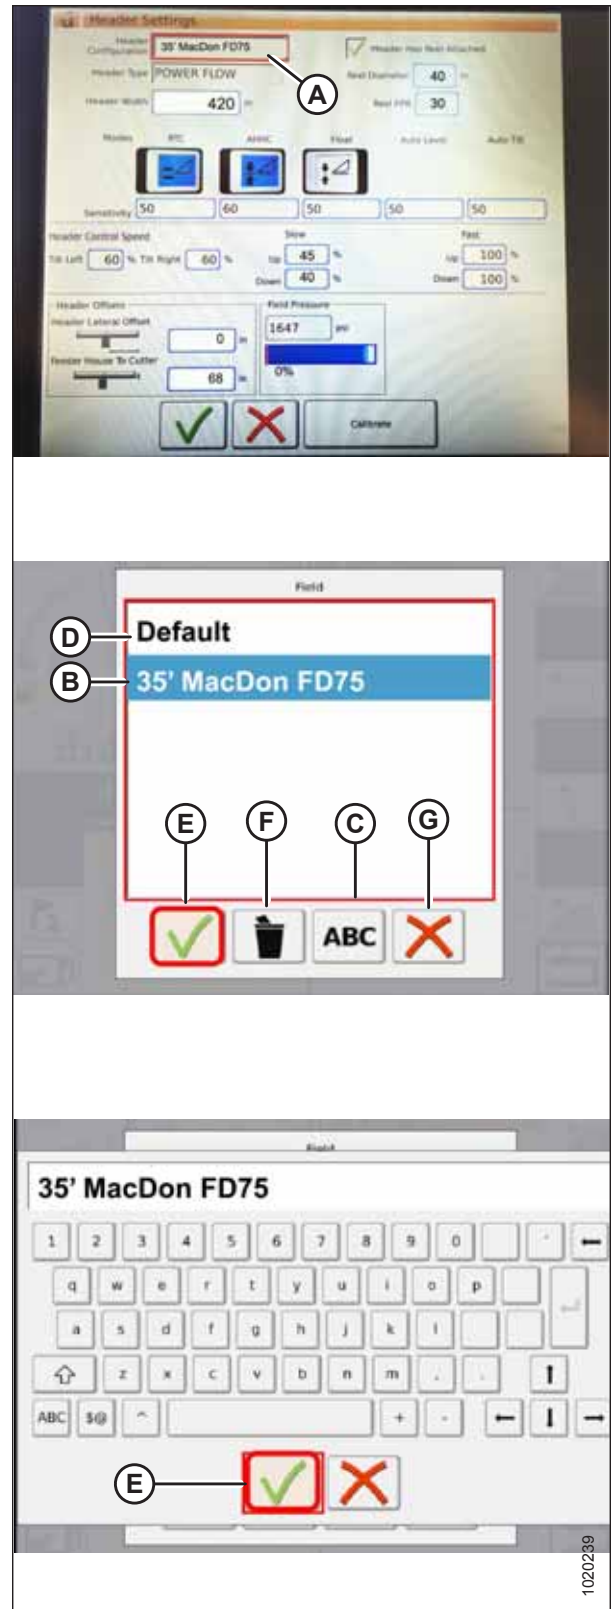 Header Settings
Header Configuration 35' MacDon FD75 Header Has Reel Attached
Header Type POWER FLOW Reel Diameter 40 in
Header Width 420 in Reel PPR 30
Modes RTC AHHC Float Auto Level Auto Tilt
Sensitivity 50 60 50 50 50
Header Control Speed Slow Fast
Tilt Left 60 % Tilt Right 60 % Up 45 % Up 100 %
Down 40 % Down 100 %
Header Offsets Field Pressure
Header Lateral Offset 1647 psi
0 in
Feeder House To Cutter 0%
68 in
Calibrate
A
Field
D Default
B 35' MacDon FD75
E F C G
ABC
Field
35' MacDon FD75
1 2 3 4 5 6 7 8 9 0
q w e r t y u i o p
a s d f g h j k l
z x c v b n m , .
ABC $@ ^ + -
E
1020239